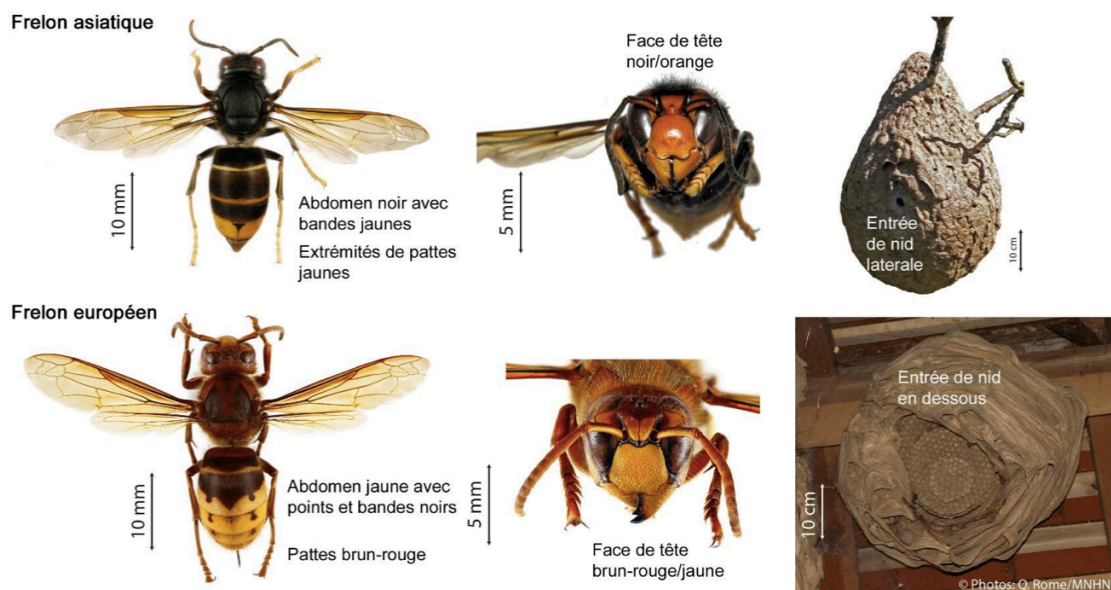 Frelon asiatique
Face de tête
noir/orange
10 mm
Abdomen noir avec
bandes jaunes
Extrémités de pattes
jaunes
5 mm
Entrée
de nid
laterale
10 cm
Frelon européen
10 mm
Abdomen jaune avec
points et bandes noirs
Pattes brun-rouge
5 mm
Face de tête
brun-rouge/jaune
Entrée de nid
en dessous
10 cm
© Photos: Q. Rome/MNHN